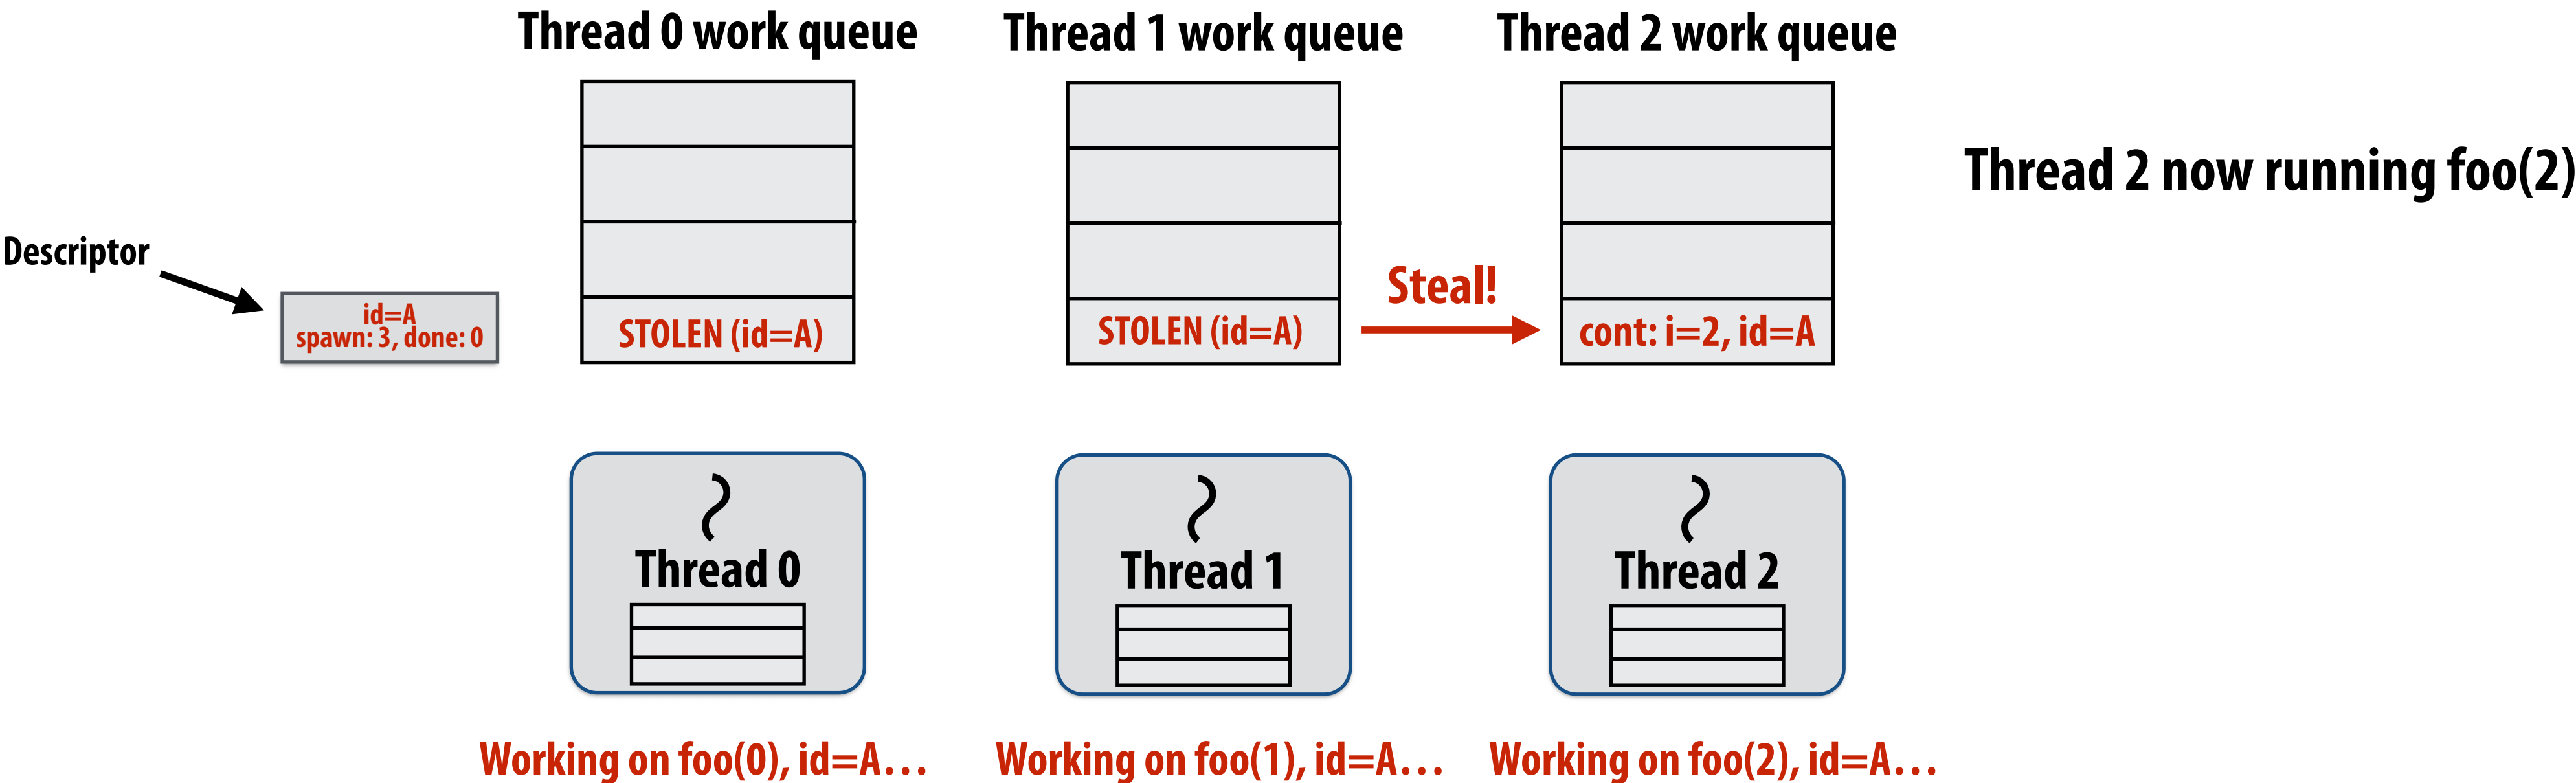 Thread 0 work queue
Thread 1 work queue
Thread 2 work queue
Thread 2 now running foo(2)
Descriptor
id=A
spawn: 3, done: 0
STOLEN (id=A)
STOLEN (id=A)
Steal!
cont: i=2, id=A
Thread 0
Thread 1
Thread 2
Working on foo(0), id=A…
Working on foo(1), id=A…
Working on foo(2), id=A…